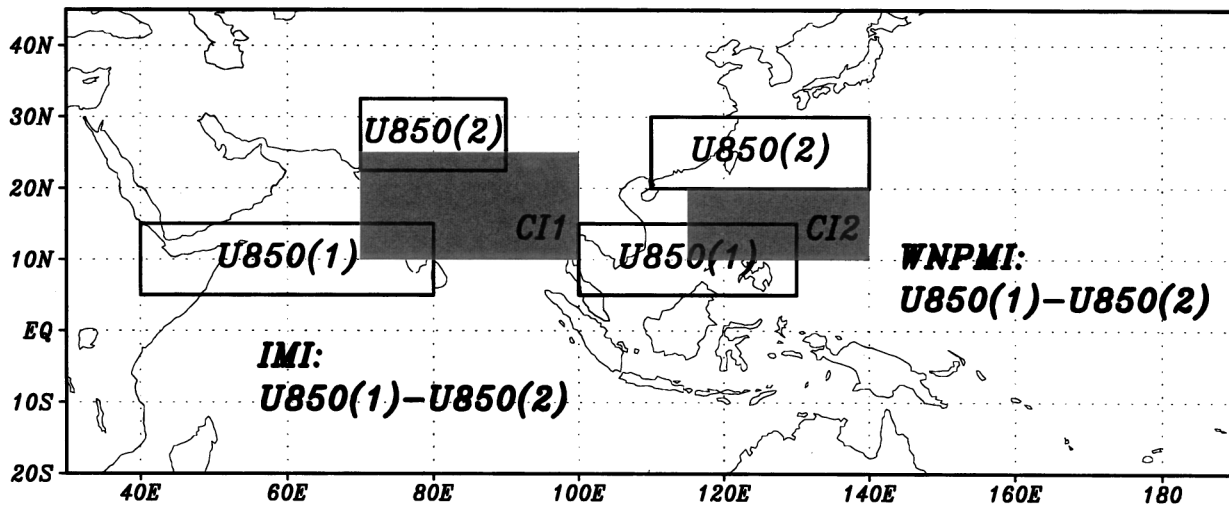 40N
30N
20N
10N
EQ
10S
20S
U850(2)
U850(2)
CI1
CI2
U850(1)
U850(1)
WNPMI:
U850(1)-U850(2)
IMI:
U850(1)-U850(2)
40E 60E 80E 100E 120E 140E 160E 180